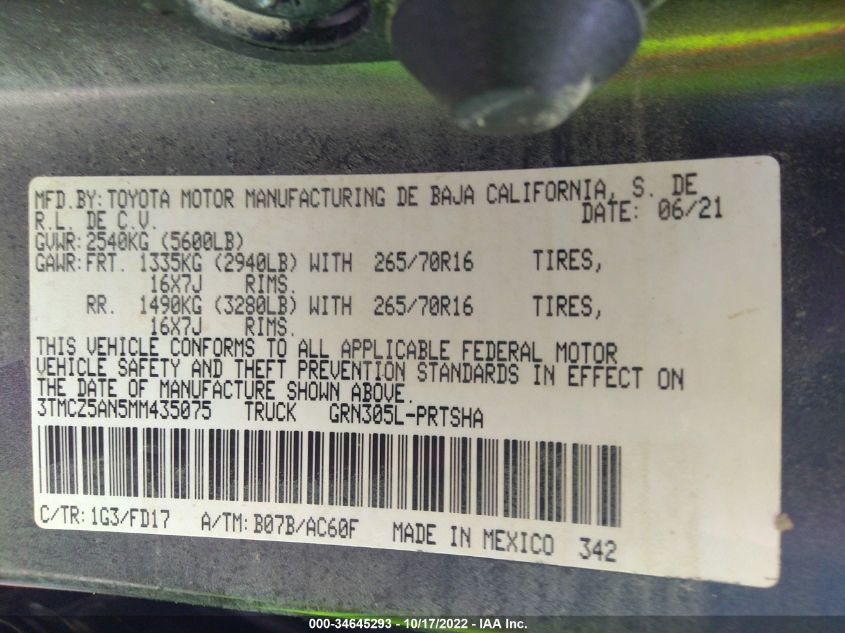 MFD.BY: TOYOTA MOTOR MANUFACTURING DE BAJA CALIFORNIA, S. DE
R.L. DE C.V. DATE: 06/21
GVWR: 2540KG (5600LB)
GAWR: FRT. 1335KG (2940LB) WITH 265/70R16 TIRES,
16X7J RIMS.
RR. 1490KG (3280LB) WITH 265/70R16 TIRES,
16X7J RIMS.
THIS VEHICLE CONFORMS TO ALL APPLICABLE FEDERAL MOTOR
VEHICLE SAFETY AND THEFT PREVENTION STANDARDS IN EFFECT ON
THE DATE OF MANUFACTURE SHOWN ABOVE.
3TMCZ5AN5MM435075 TRUCK GRN305L-PRTSHA
C/TR: 1G3/FD17 A/TM: B07B/AC60F MADE IN MEXICO 342
000-34645293 - 10/17/2022 - IAA Inc.